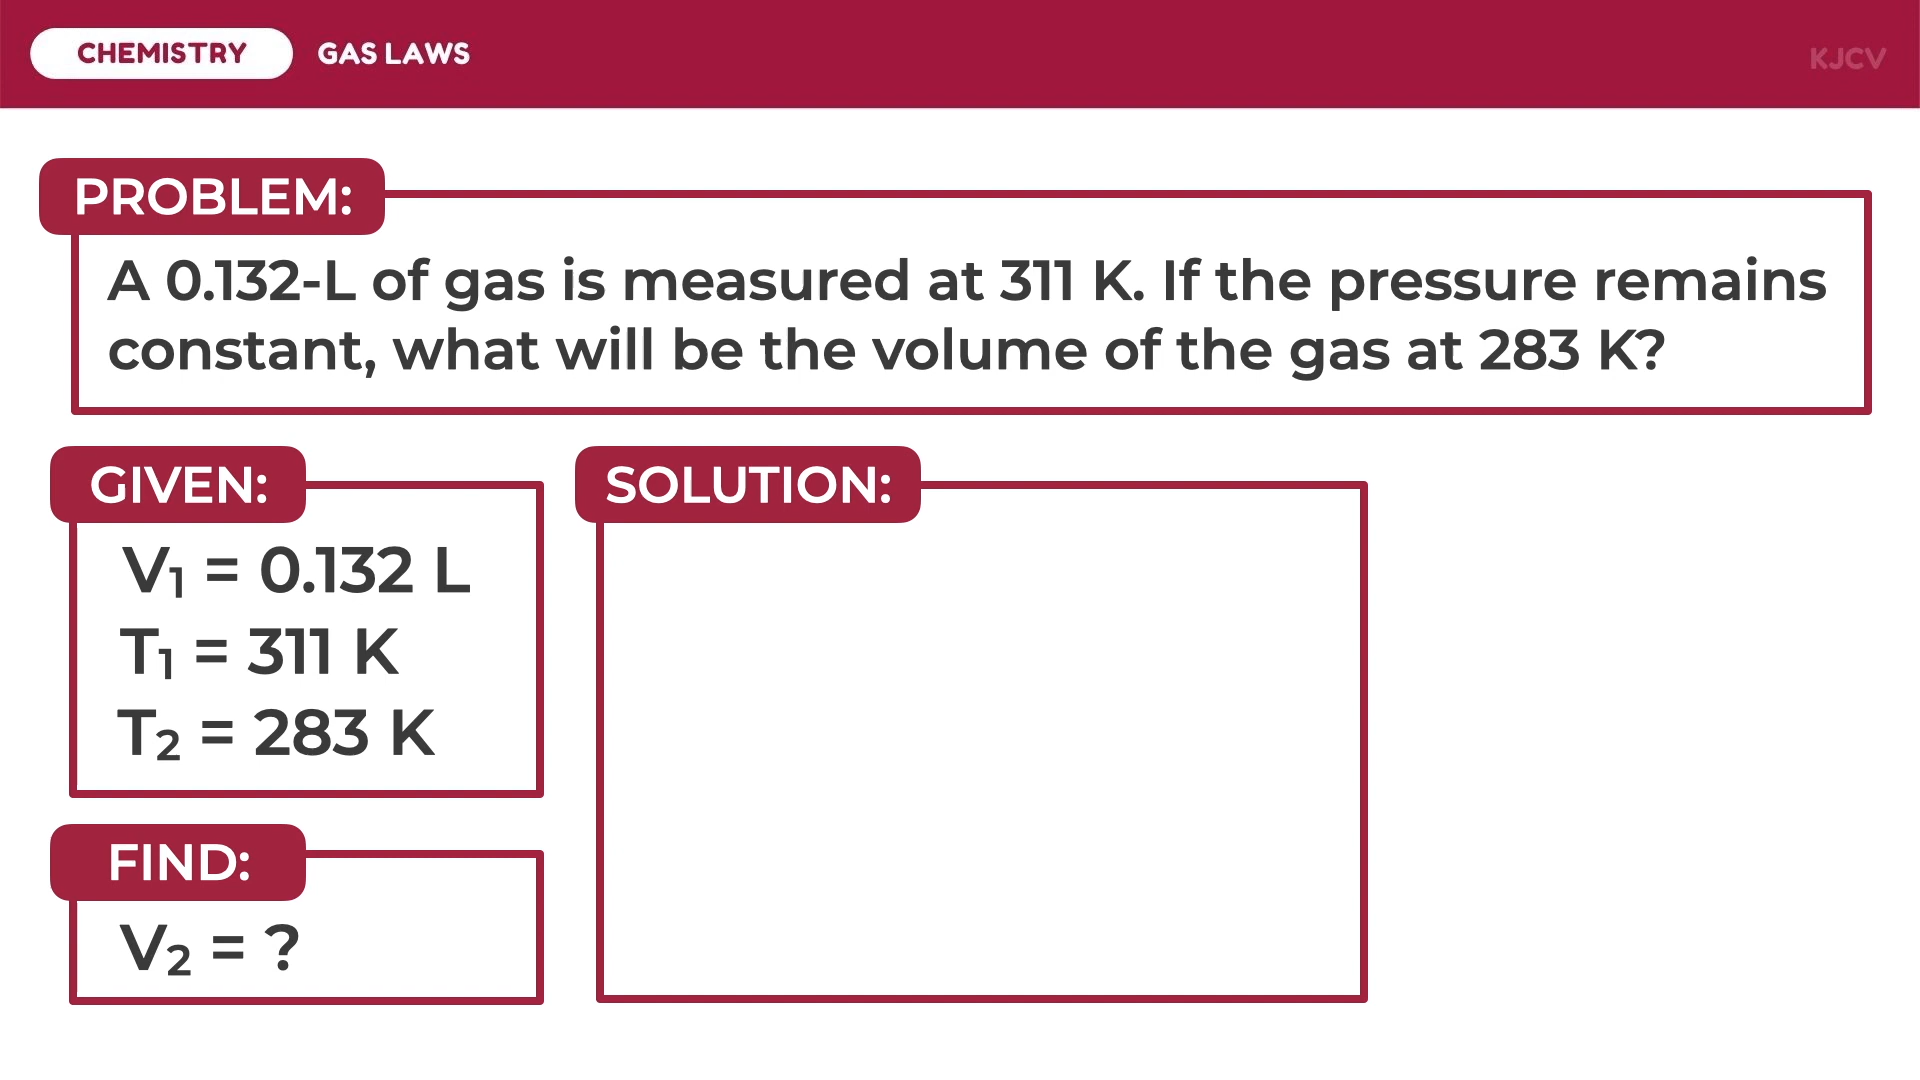 CHEMISTRY GAS LAWS KJCV
PROBLEM:
A 0.132-L of gas is measured at 311 K. If the pressure remains
constant, what will be the volume of the gas at 283 K?
GIVEN:
V₁ = 0.132 L
T₁ = 311 K
T₂ = 283 K
FIND:
V₂ = ?
SOLUTION: